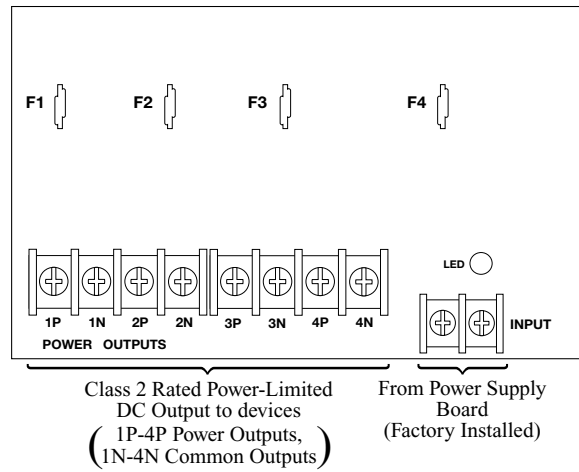 F1 F2 F3 F4
LED
1P 1N 2P 2N 3P 3N 4P 4N
INPUT
POWER OUTPUTS
Class 2 Rated Power-Limited
DC Output to devices
(1P-4P Power Outputs,
1N-4N Common Outputs)
From Power Supply
Board
(Factory Installed)